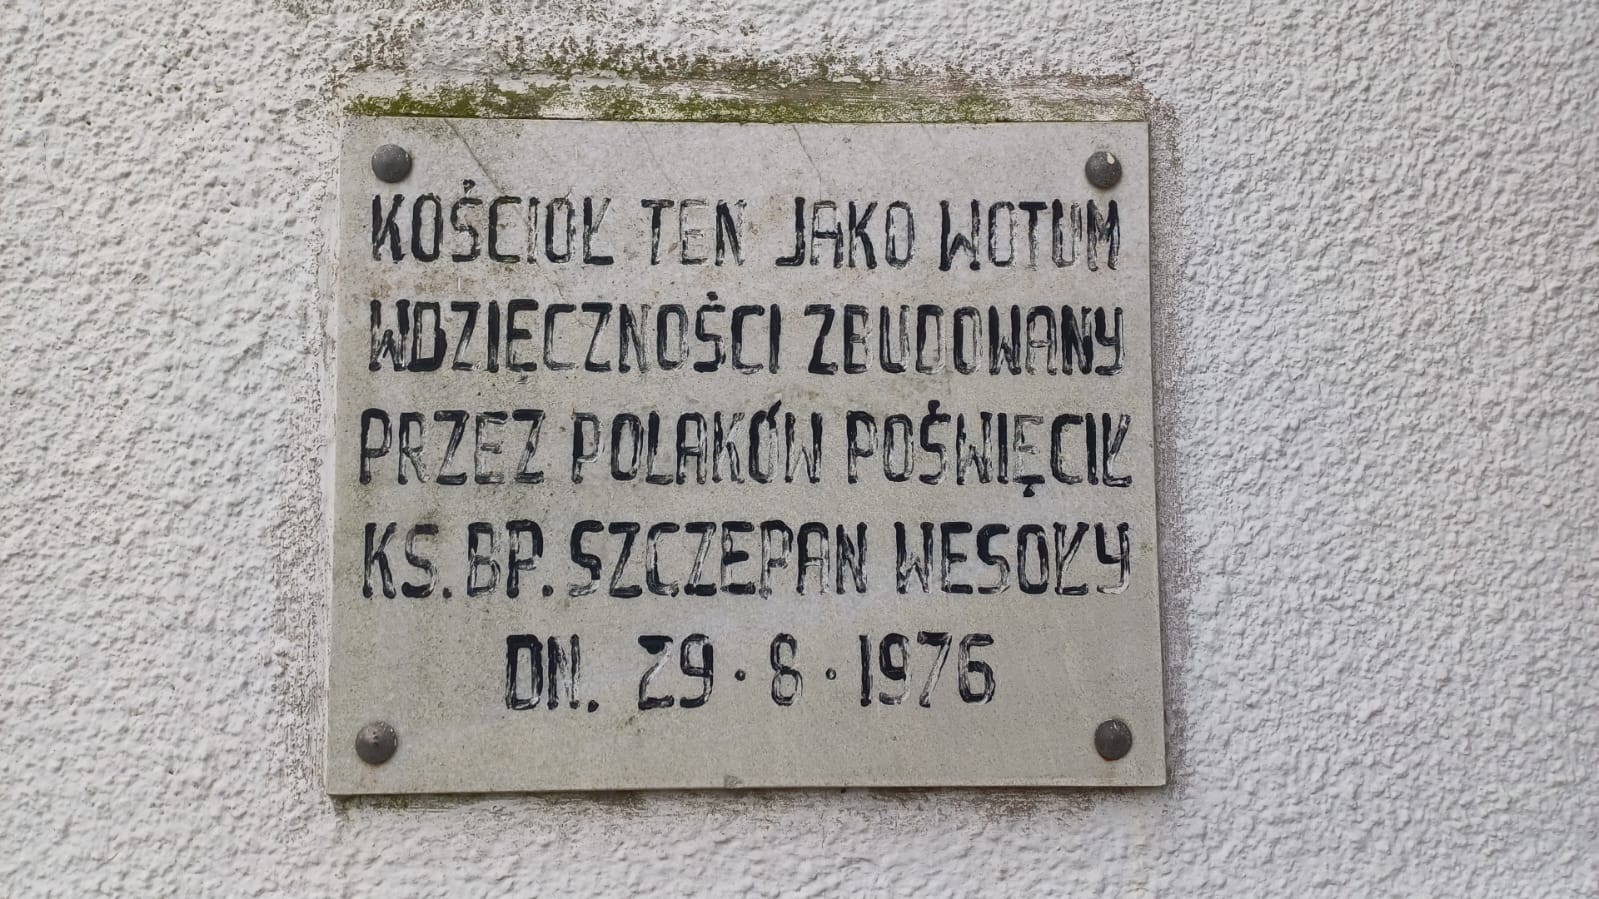 KOŚCIOŁ TEN JAKO WOTUM
WDZIĘCZNOŚCI ZBUDOWANY
PRZEZ POLAKÓW POŚWIĘCIŁ
KS. BP. SZCZEPAN WESOŁY
DN. 29·8·1976